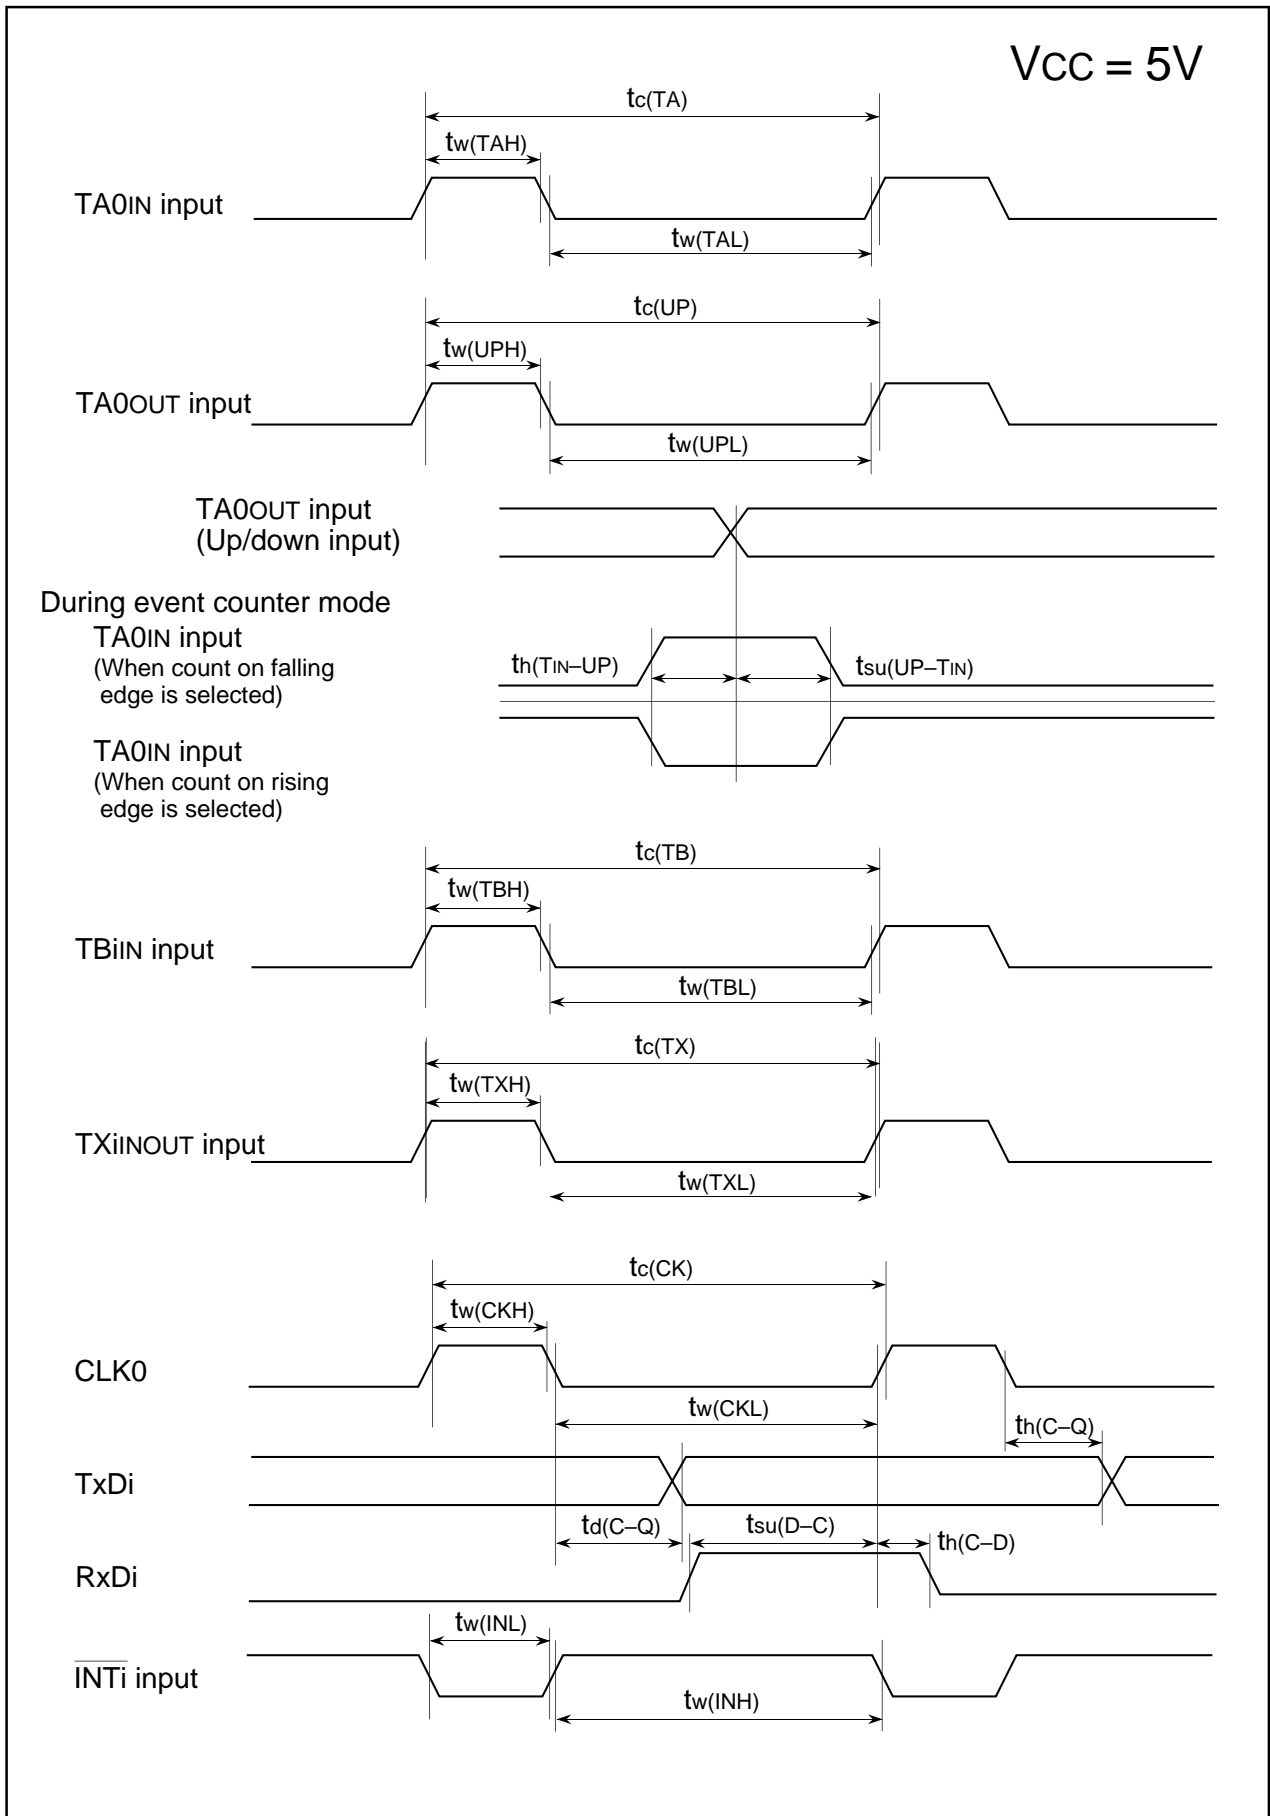 VCC = 5V
tc(TA)
tw(TAH)
TA0IN input
tw(TAL)
tc(UP)
tw(UPH)
TA0OUT input
tw(UPL)
TA0OUT input
(Up/down input)
During event counter mode
TA0IN input
(When count on falling
edge is selected)
th(TIN–UP)
tsu(UP–TIN)
TA0IN input
(When count on rising
edge is selected)
tc(TB)
tw(TBH)
TBiIN input
tw(TBL)
tc(TX)
tw(TXH)
TXiINOUT input
tw(TXL)
tc(CK)
tw(CKH)
CLK0
tw(CKL)
th(C–Q)
TxDi
td(C–Q)
tsu(D–C)
th(C–D)
RxDi
tw(INL)
INTi input
tw(INH)